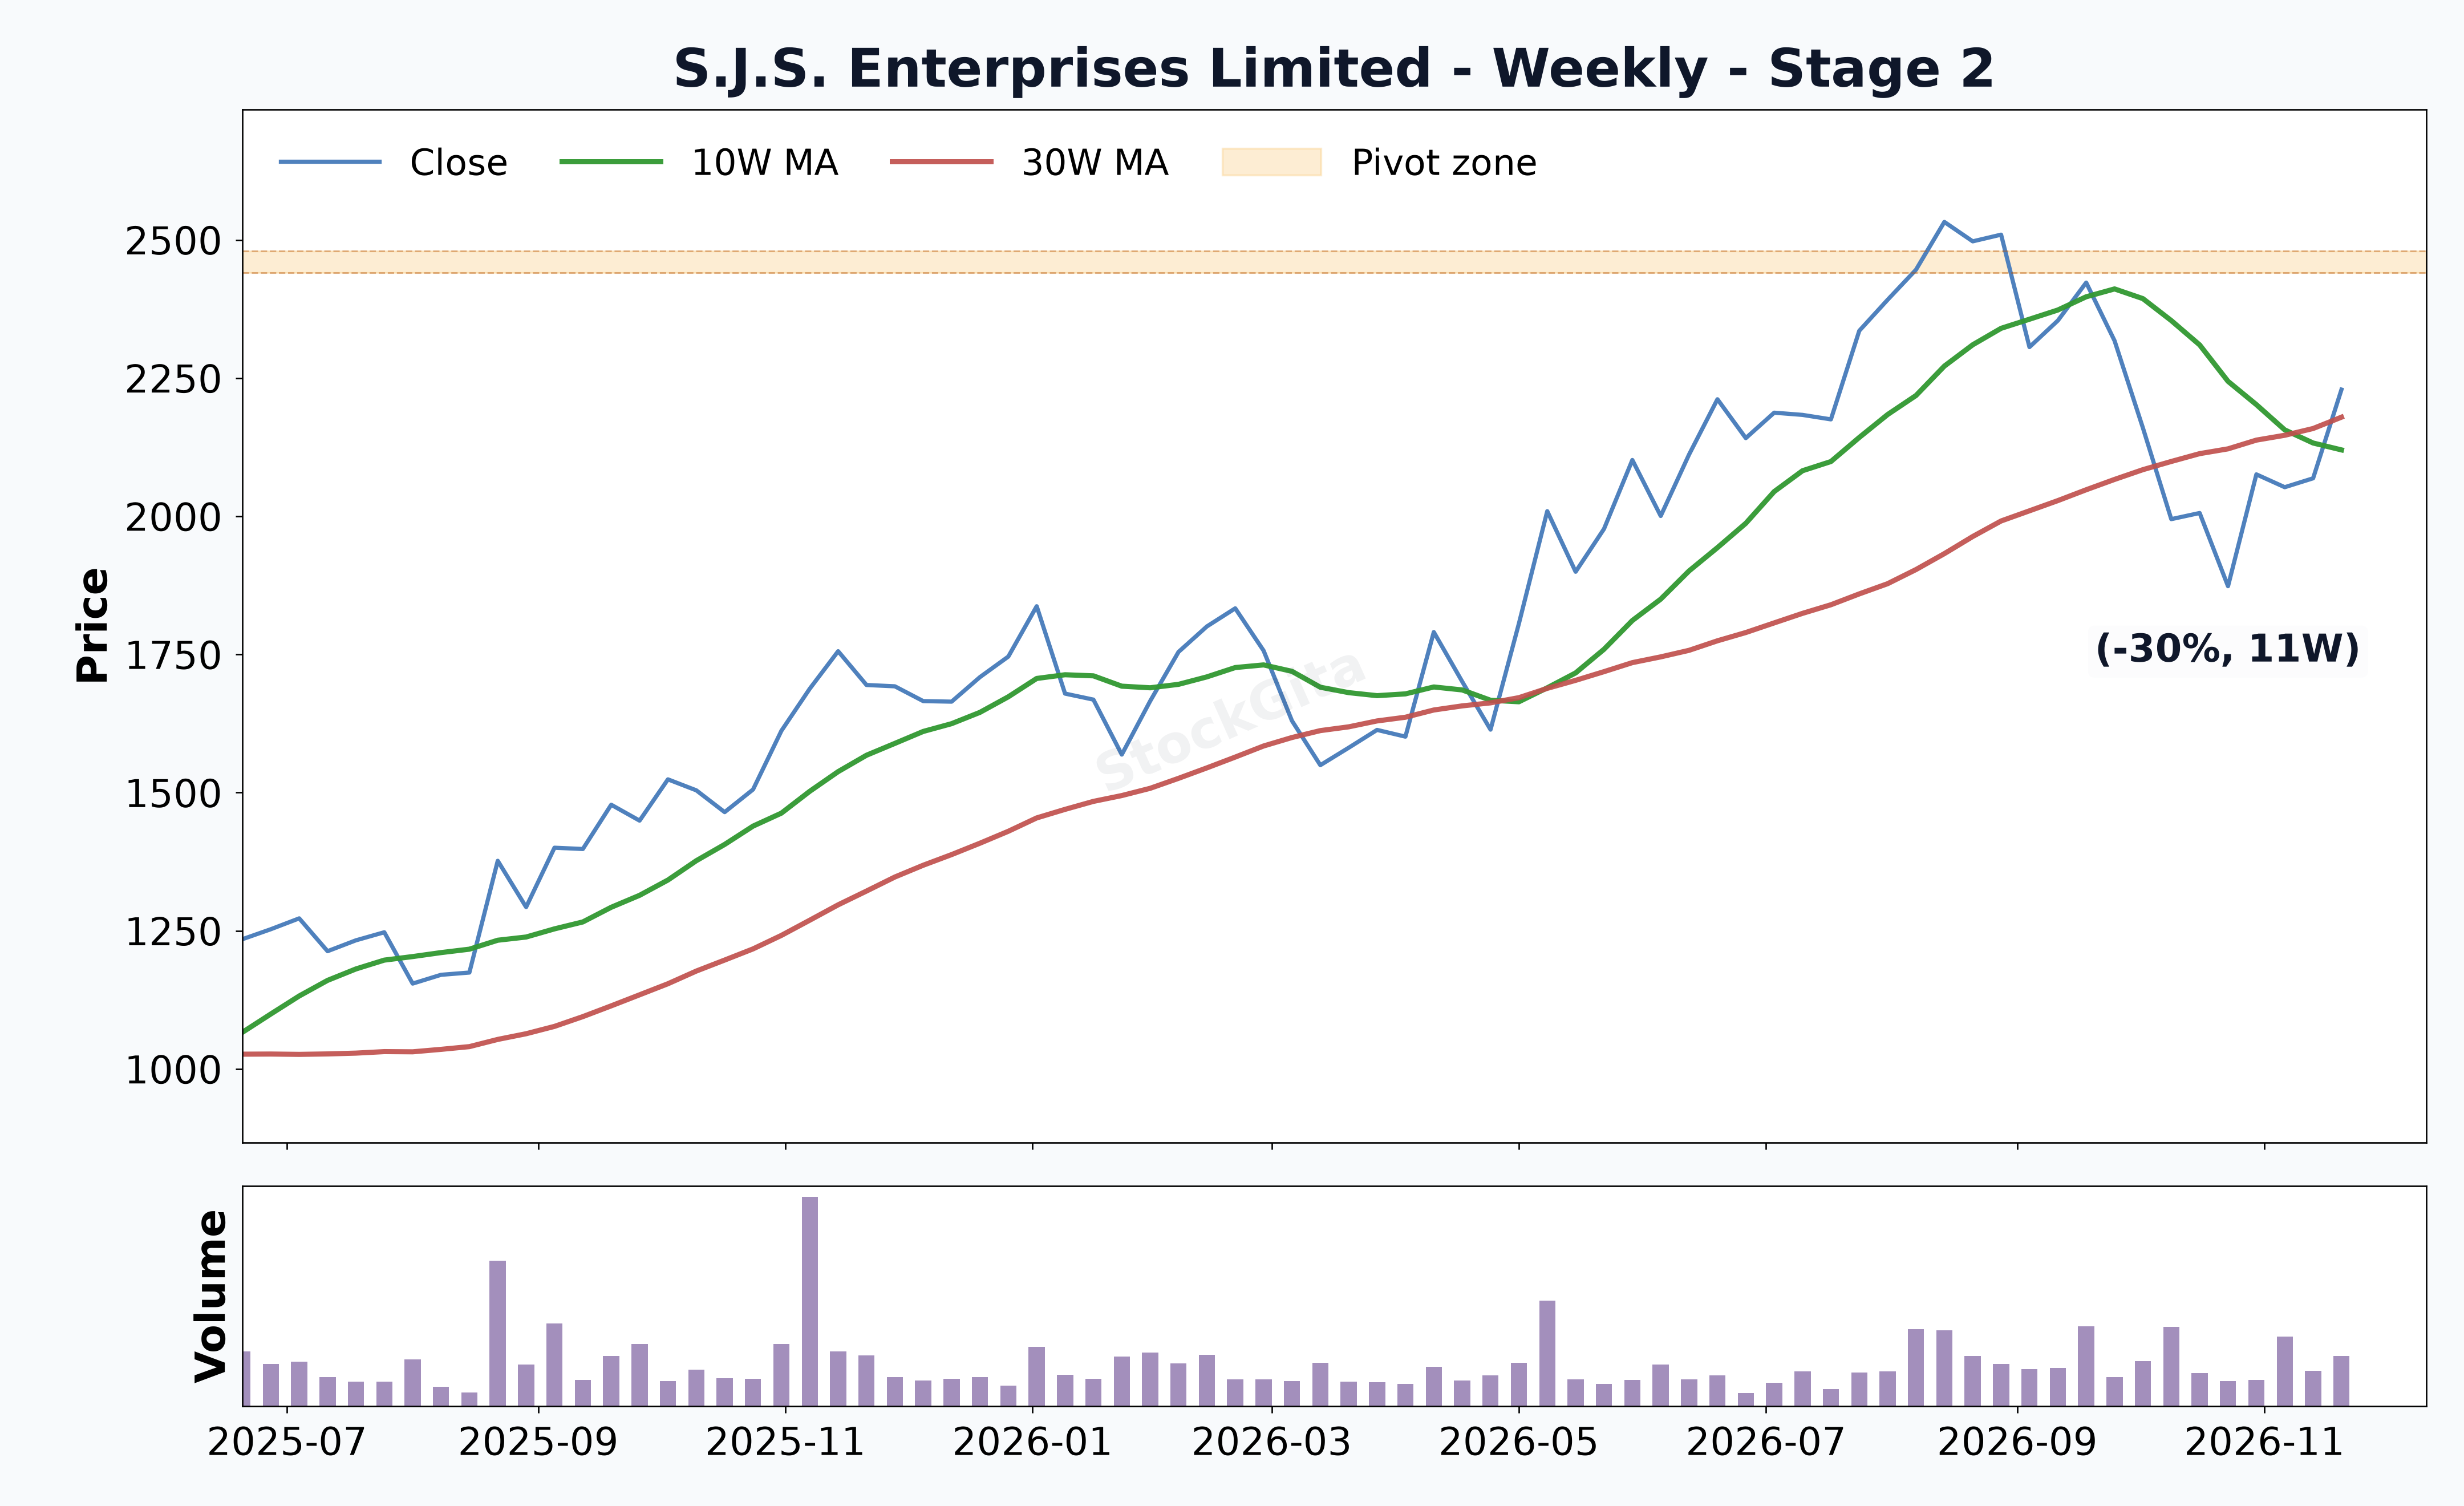 S.J.S. Enterprises Limited - Weekly - Stage 2
Close 10W MA 30W MA Pivot zone
2500
2250
2000
1750
1500
1250
1000
Price
StockGita
(-30%, 11W)
Volume
2025-07 2025-09 2025-11 2026-01 2026-03 2026-05 2026-07 2026-09 2026-11